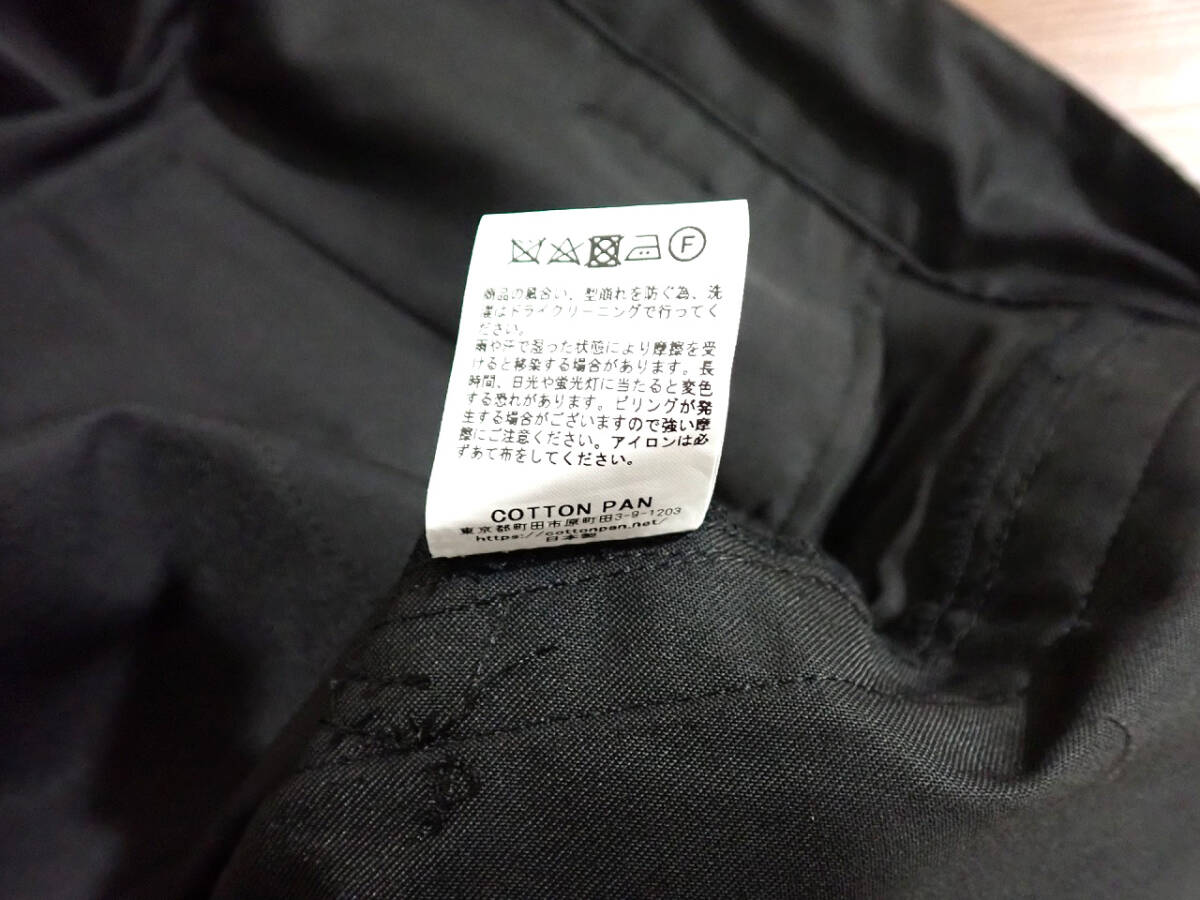 F
商品の風合い、型崩れを防ぐ為、洗
濯はドライクリーニングで行ってく
ださい。
雨や汗で湿った状態により摩擦を受
けると移染する場合があります。長
時間、日光や蛍光灯に当たると変色
する恐れがあります。ピリングが発
生する場合がございますので強い摩
擦にご注意ください。アイロンは必
ずあて布をしてください。
COTTON PAN
東京都町田市原町田3-9-1203
https://cottonpan.net/
日本製